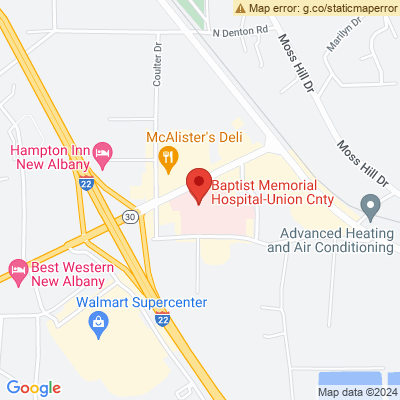 Map error: g.co/staticmaperror
N Denton Rd
Marilyn Dr
Moss Hill Dr
Coulter Dr
McAlister's Deli
Hampton Inn
New Albany
Moss Hill Dr
22
Baptist Memorial
Hospital-Union Cnty
30
Advanced Heating
and Air Conditioning
Best Western
New Albany
Walmart Supercenter
22
Google
Map data ©2024